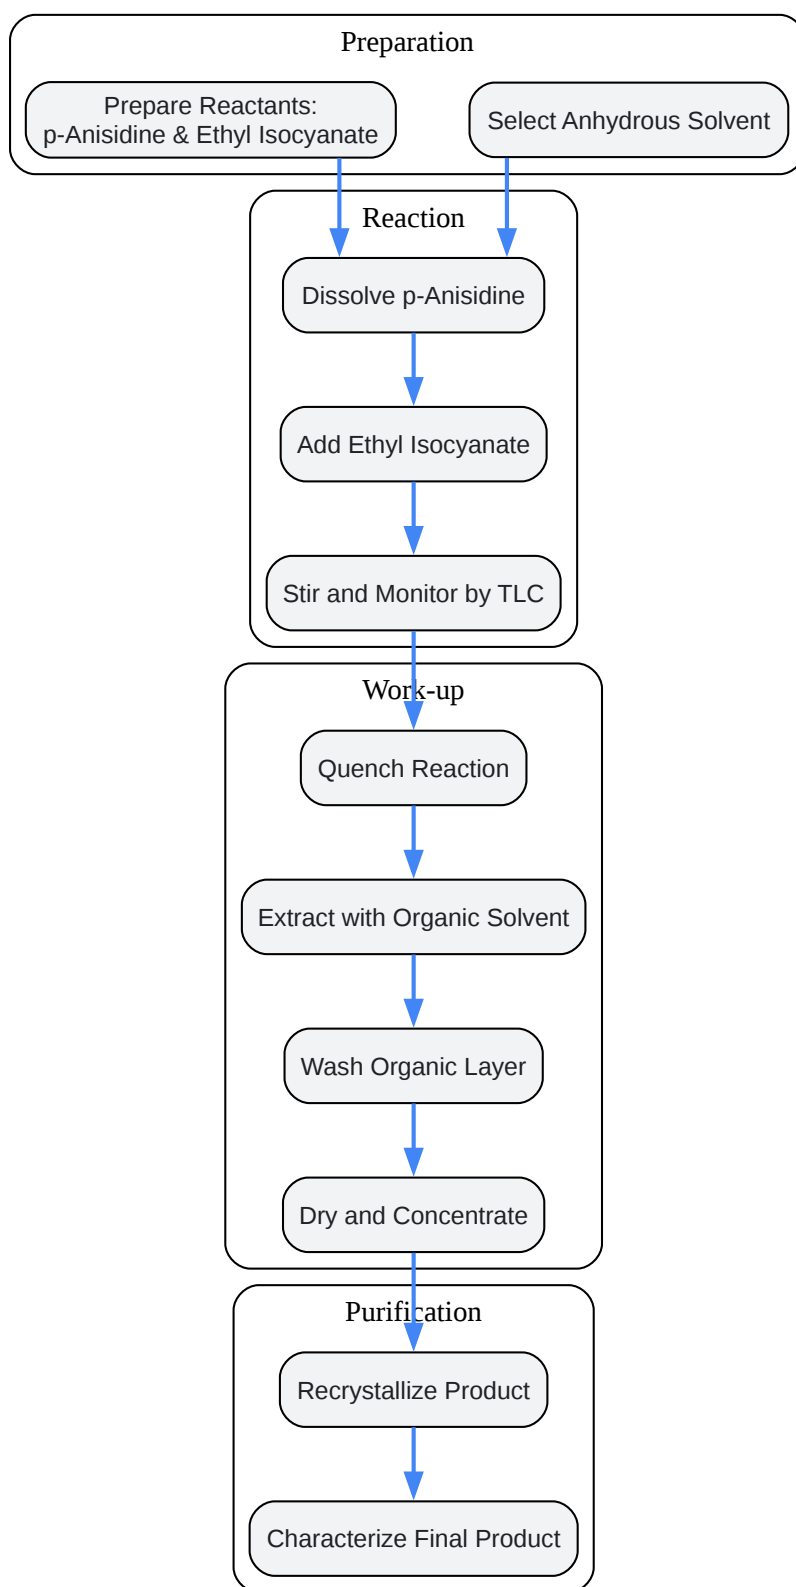 Preparation
Prepare Reactants:
p-Anisidine & Ethyl Isocyanate
Select Anhydrous Solvent
Reaction
Dissolve p-Anisidine
Add Ethyl Isocyanate
Stir and Monitor by TLC
Work-up
Quench Reaction
Extract with Organic Solvent
Wash Organic Layer
Dry and Concentrate
Purification
Recrystallize Product
Characterize Final Product